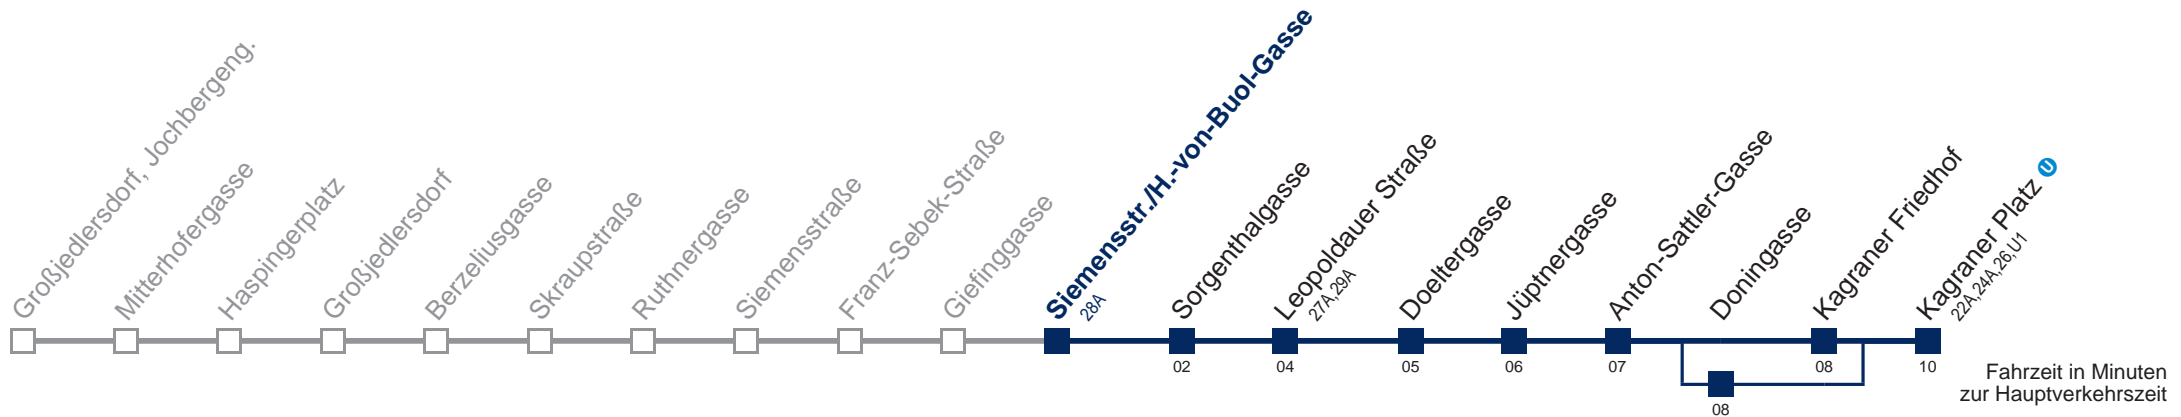 Großjedlersdorf, Jochbergeng.
Mitterhofergasse
Haspingerplatz
Großjedlersdorf
Berzeliusgasse
Skraupstraße
Ruthnergasse
Siemensstraße
Franz-Sebek-Straße
Giefinggasse
Siemensstr./H.-von-Buol-Gasse
28A
Sorgenthalgasse
Leopoldauer Straße
27A,29A
Doeltergasse
Jüptnergasse
Anton-Sattler-Gasse
Doningasse
Kagraner Friedhof
Kagraner Platz U
22A,24A,26,U1
02
04
05
06
07
08
10
08
Fahrzeit in Minuten
zur Hauptverkehrszeit